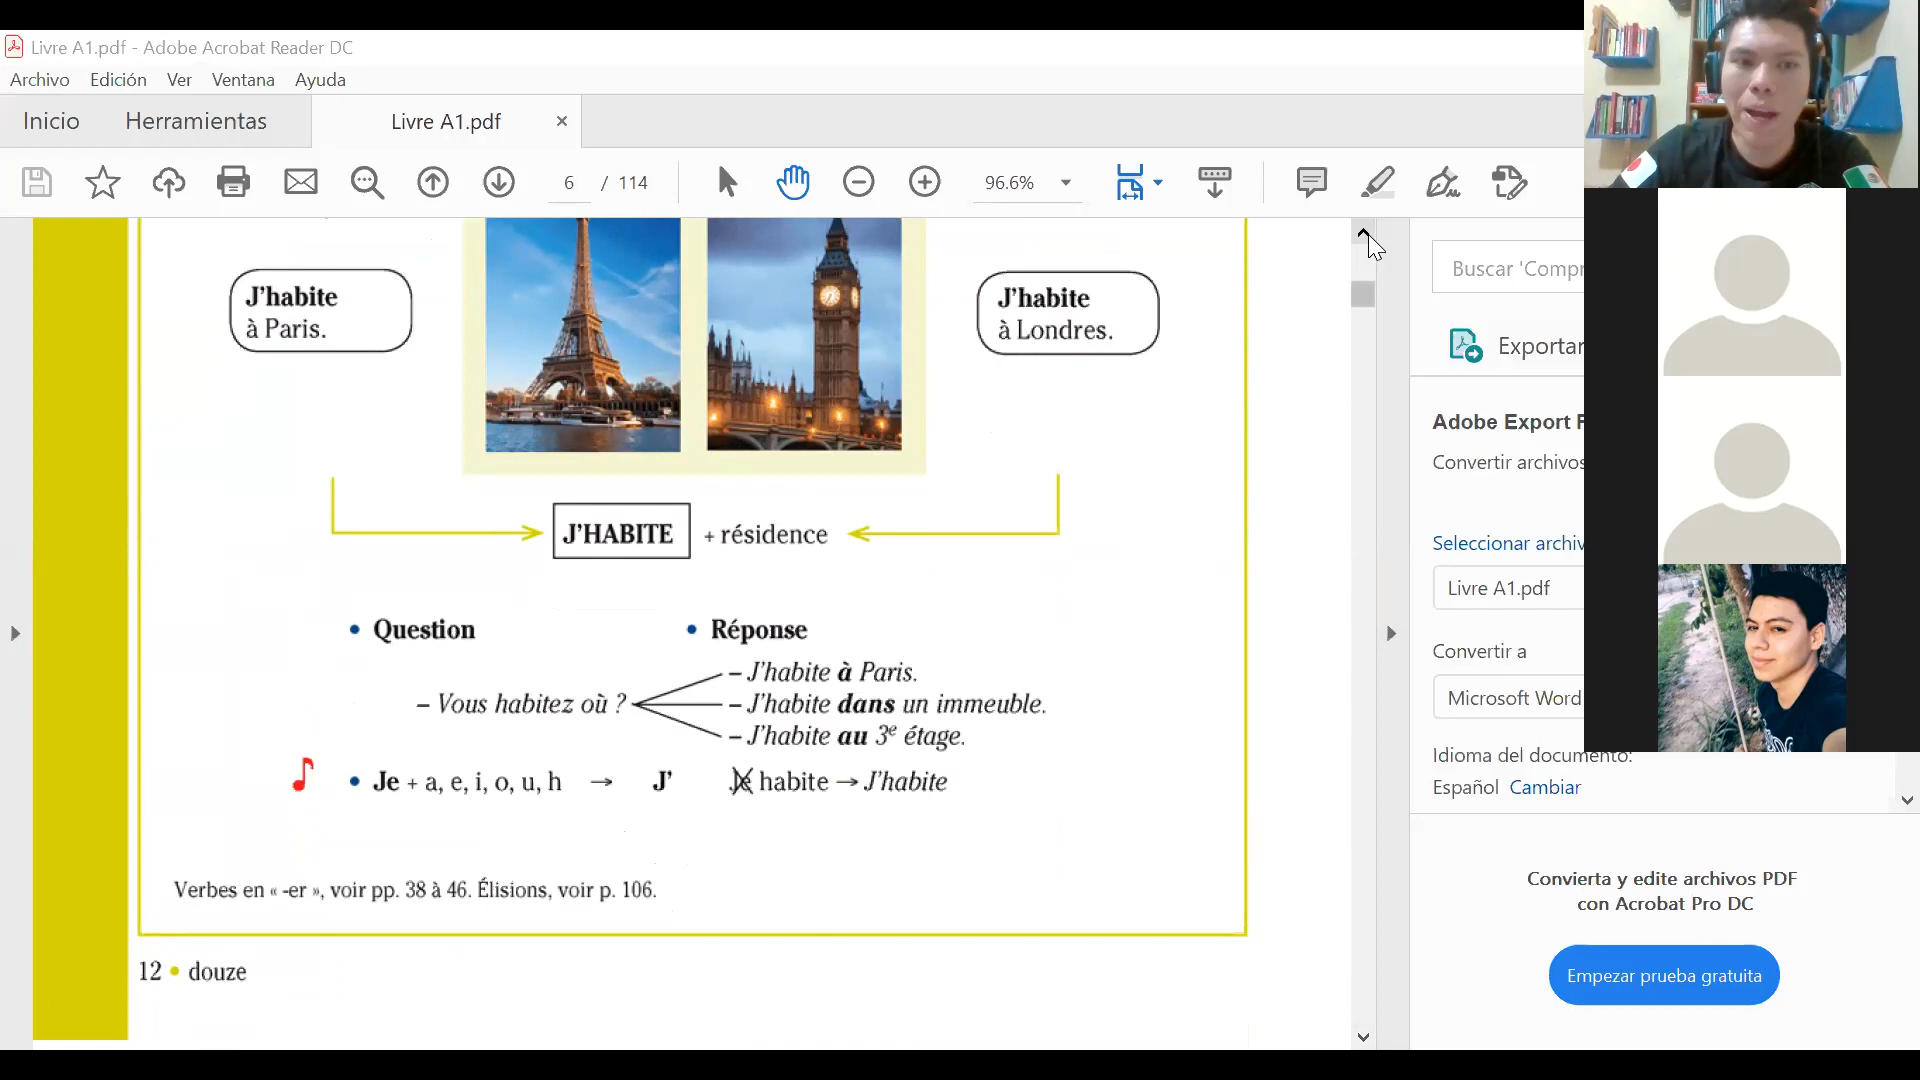 Livre A1.pdf - Adobe Acrobat Reader DC
Archivo Edición Ver Ventana Ayuda
Inicio Herramientas Livre A1.pdf ×
6 / 114 96.6%
J'habite
à Paris.
J'habite
à Londres.
J'HABITE + résidence
• Question
• Réponse
– Vous habitez où ?
– J'habite à Paris.
– J'habite dans un immeuble.
– J'habite au 3e étage.
• Je + a, e, i, o, u, h → J' Je habite → J'habite
Verbes en « -er », voir pp. 38 à 46. Élisions, voir p. 106.
12 • douze
Buscar 'Compr
Exportar
Adobe Export
Convertir archivos
Seleccionar archiv
Livre A1.pdf
Convertir a
Microsoft Word
Idioma del documento:
Español Cambiar
Convierta y edite archivos PDF
con Acrobat Pro DC
Empezar prueba gratuita